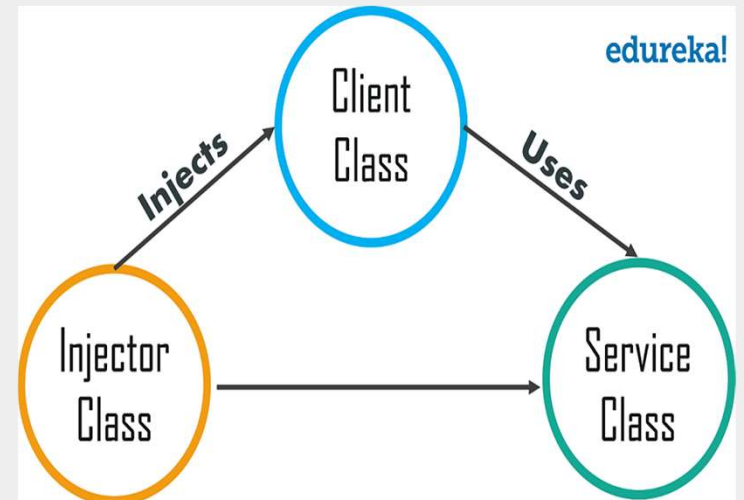 edureka!
Client
Class
Injects
Uses
Injector
Class
Service
Class